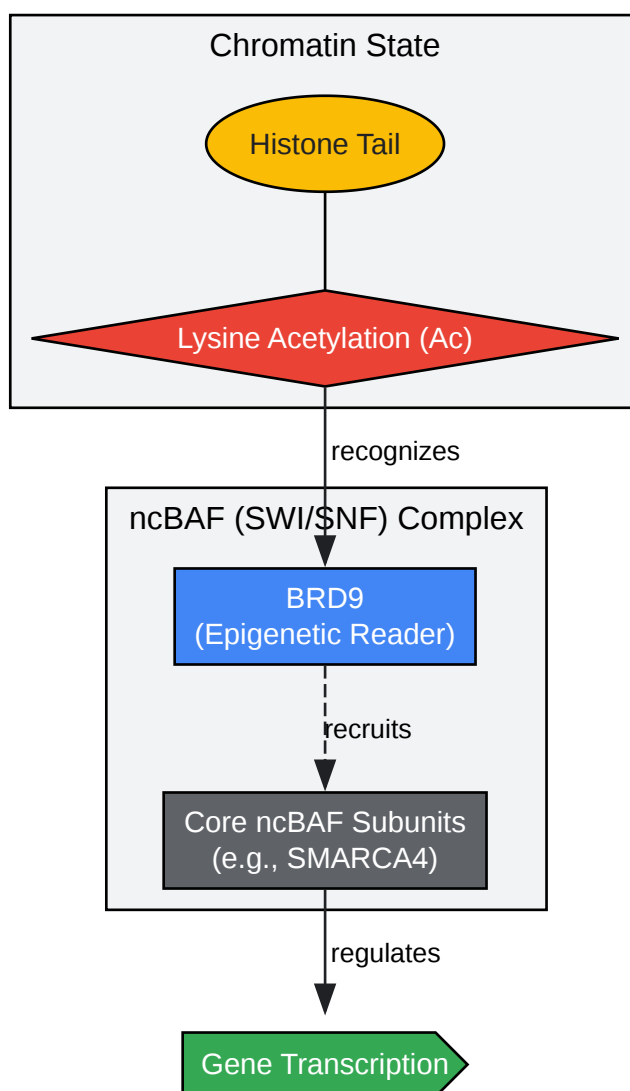 Chromatin State
Histone Tail
Lysine Acetylation (Ac)
recognizes
ncBAF (SWI/SNF) Complex
BRD9
(Epigenetic Reader)
recruits
Core ncBAF Subunits
(e.g., SMARCA4)
regulates
Gene Transcription